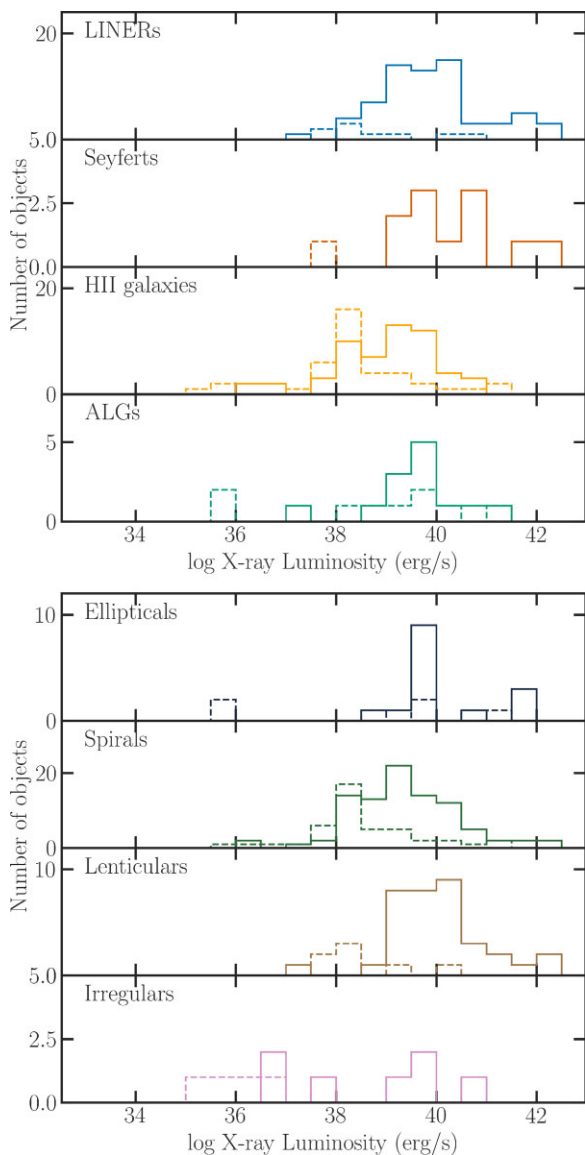 LINERs
20
5.0
Seyferts
2.5
0.0
HII galaxies
20
0
ALGs
5
0
Number of objects
34 36 38 40 42
log X-ray Luminosity (erg/s)
Ellipticals
10
0
Spirals
20
0
Lenticulars
10
5.0
Irregulars
2.5
0.0
Number of objects
34 36 38 40 42
log X-ray Luminosity (erg/s)